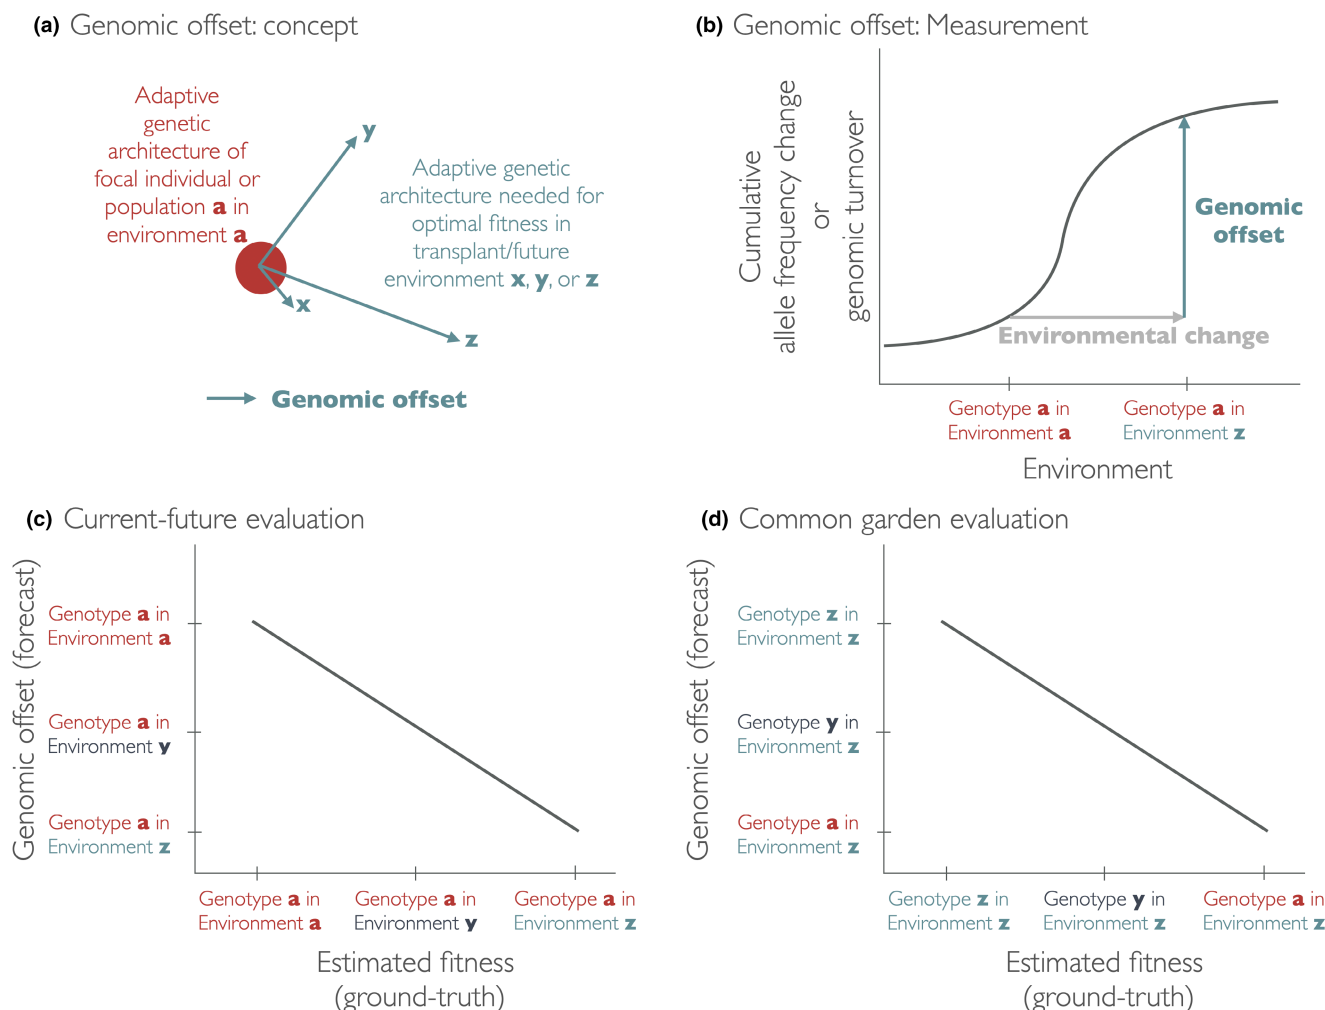 (a) Genomic offset: concept
Adaptive
genetic
architecture of
focal individual or
population a in
environment a
y
Adaptive genetic
architecture needed for
optimal fitness in
transplant/future
environment x, y, or z
x
z
Genomic offset
(b) Genomic offset: Measurement
Cumulative
allele frequency change
or
genomic turnover
Genomic
offset
Environmental change
Genotype a in
Environment a
Genotype a in
Environment z
Environment
(c) Current-future evaluation
Genomic offset (forecast)
Genotype a in
Environment a
Genotype a in
Environment y
Genotype a in
Environment z
Genotype a in
Environment a
Genotype a in
Environment y
Genotype a in
Environment z
Estimated fitness
(ground-truth)
(d) Common garden evaluation
Genomic offset (forecast)
Genotype z in
Environment z
Genotype y in
Environment z
Genotype a in
Environment z
Genotype z in
Environment z
Genotype y in
Environment z
Genotype a in
Environment z
Estimated fitness
(ground-truth)